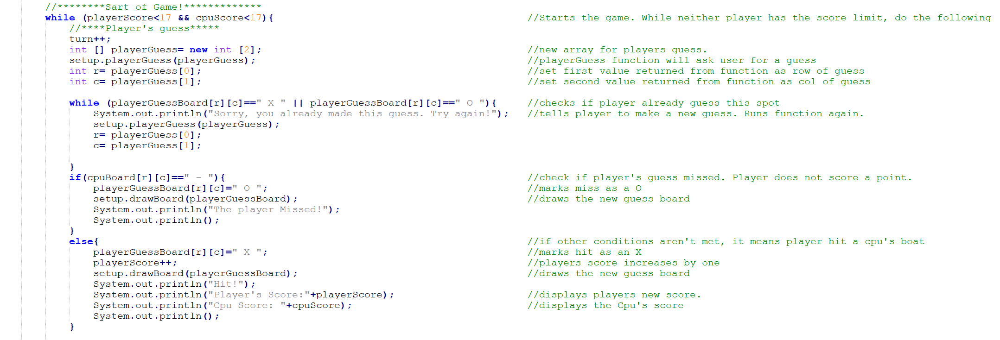 //********Sart of Game!*************
while (playerScore<17 && cpuScore<17){ //Starts the game. While neither player has the score limit, do the following
//****Player's guess*****
turn++;
int [] playerGuess= new int [2]; //new array for players guess.
setup.playerGuess(playerGuess); //playerGuess function will ask user for a guess
int r= playerGuess[0]; //set first value returned from function as row of guess
int c= playerGuess[1]; //set second value returned from function as col of guess
while (playerGuessBoard[r][c]==" X " || playerGuessBoard[r][c]==" O "){ //checks if player already guess this spot
System.out.println("Sorry, you already made this guess. Try again!"); //tells player to make a new guess. Runs function again.
setup.playerGuess(playerGuess);
r= playerGuess[0];
c= playerGuess[1];
}
if(cpuBoard[r][c]==" - "){ //check if player's guess missed. Player does not score a point.
playerGuessBoard[r][c]=" O "; //marks miss as a O
setup.drawBoard(playerGuessBoard); //draws the new guess board
System.out.println("The player Missed!");
System.out.println();
}
else{ //if other conditions aren't met, it means player hit a cpu's boat
playerGuessBoard[r][c]=" X "; //marks hit as an X
playerScore++; //players score increases by one
setup.drawBoard(playerGuessBoard); //draws the new guess board
System.out.println("Hit!");
System.out.println("Player's Score:"+playerScore); //displays players new score.
System.out.println("Cpu Score: "+cpuScore); //displays the Cpu's score
System.out.println();
}